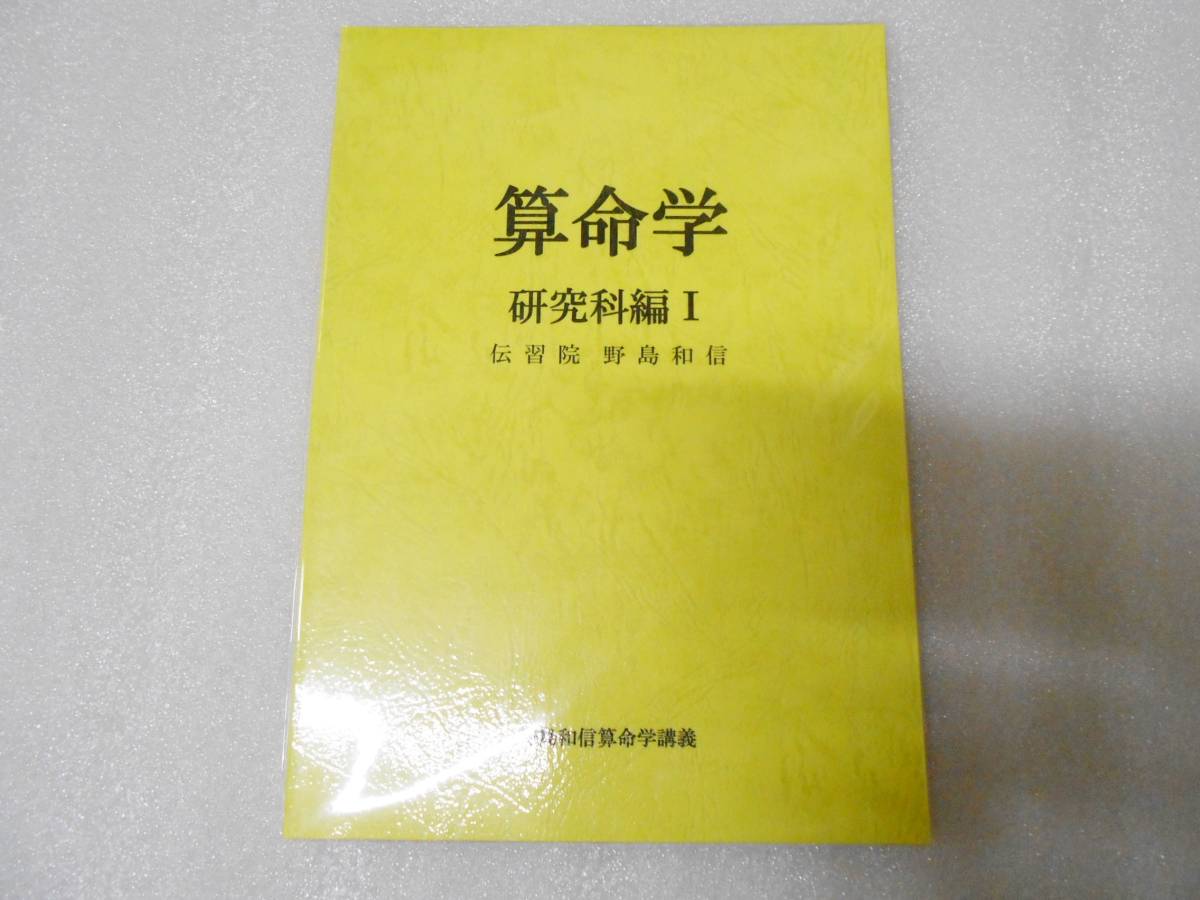 算命学
研究科編 I
伝習院 野島和信
島和信算命学講義